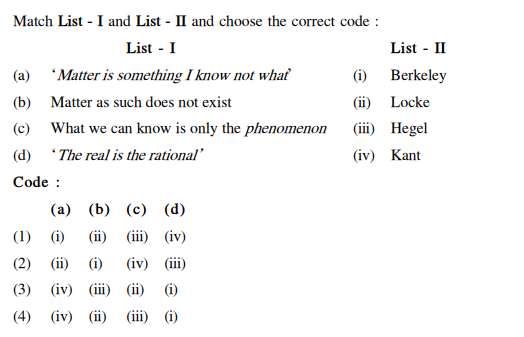 Match List - I and List - II and choose the correct code :
List - I List - II
(a) ‘Matter is something I know not what’ (i) Berkeley
(b) Matter as such does not exist (ii) Locke
(c) What we can know is only the phenomenon (iii) Hegel
(d) ‘The real is the rational’ (iv) Kant
Code :
(a) (b) (c) (d)
(1) (i) (ii) (iii) (iv)
(2) (ii) (i) (iv) (iii)
(3) (iv) (iii) (ii) (i)
(4) (iv) (ii) (iii) (i)